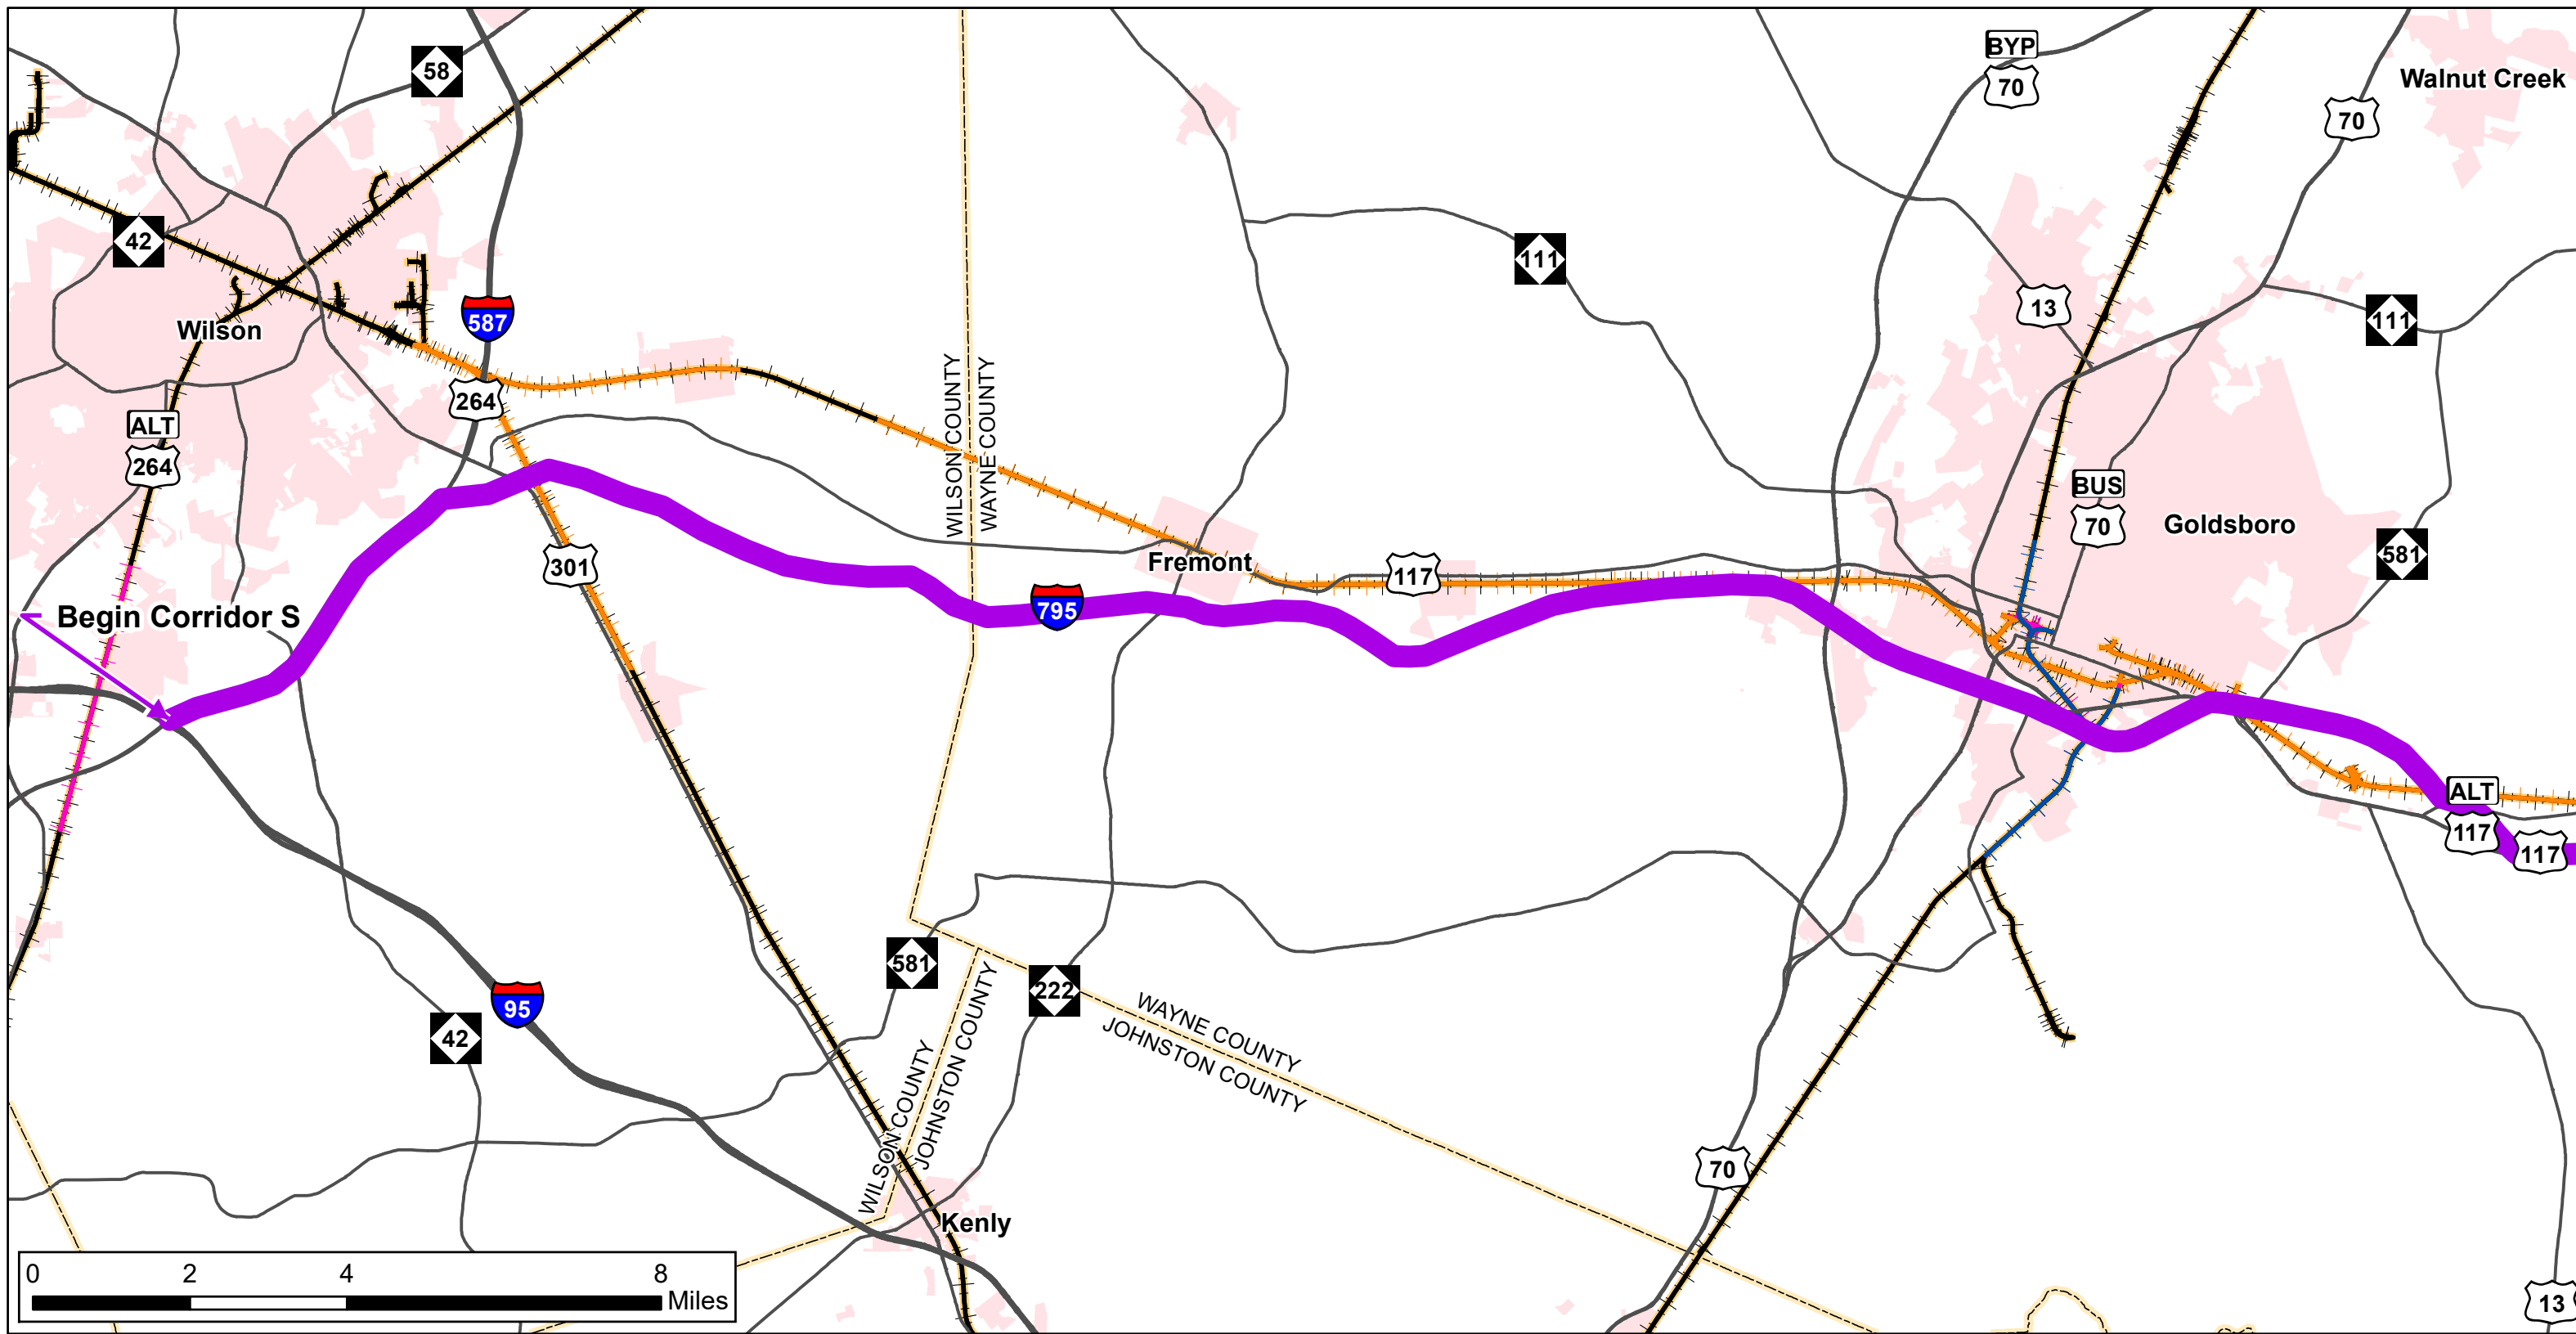 58
BYP
70
Walnut Creek
70
42
111
587
13
111
Wilson
264
WILSON COUNTY
WAYNE COUNTY
ALT
264
BUS
70
Goldsboro
581
301
Fremont
117
795
Begin Corridor S
ALT
117
117
581
222
WAYNE COUNTY
JOHNSTON COUNTY
95
42
WILSON COUNTY
JOHNSTON COUNTY
70
Kenly
0 2 4 8
Miles
13